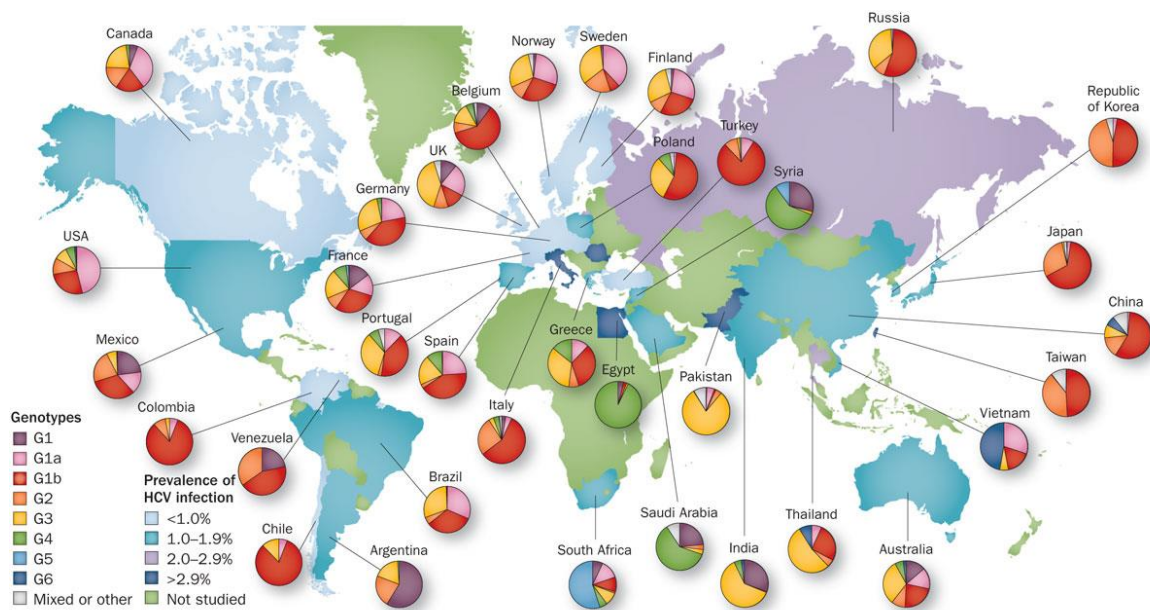 Canada
Norway
Sweden
Finland
Russia
Belgium
Turkey
Republic
of Korea
UK
Poland
Syria
Germany
USA
France
Japan
China
Mexico
Portugal
Spain
Greece
Egypt
Pakistan
Taiwan
Colombia
Venezuela
Italy
Vietnam
Brazil
Chile
Argentina
South Africa
Saudi Arabia
India
Thailand
Australia
Genotypes
G1
G1a
G1b
G2
G3
G4
G5
G6
Mixed or other
Prevalence of
HCV infection
<1.0%
1.0–1.9%
2.0–2.9%
>2.9%
Not studied